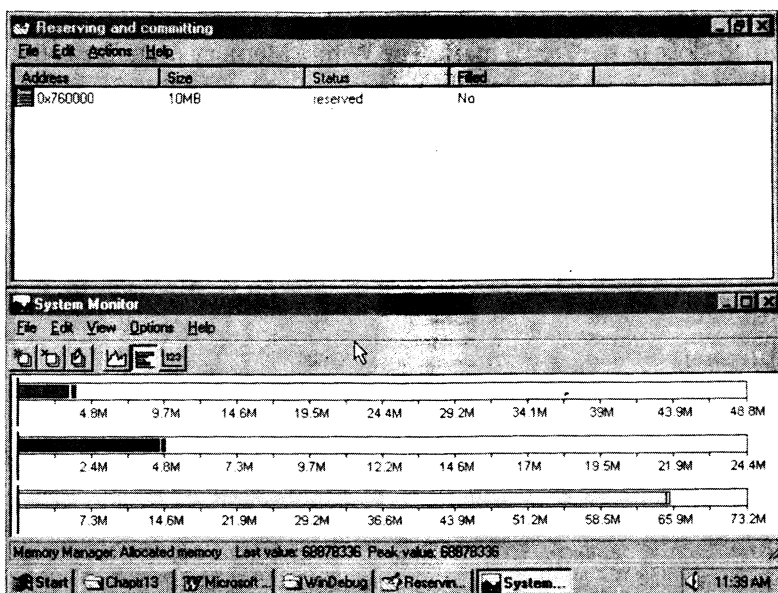 Reserving and committing
File Edit Actions Help
Address Size Status Filled
0x760000 10MB reserved No
System Monitor
File Edit View Options Help
4.8M 9.7M 14.6M 19.5M 24.4M 29.2M 34.1M 39M 43.9M 48.8M
2.4M 4.8M 7.3M 9.7M 12.2M 14.6M 17M 19.5M 21.9M 24.4M
7.3M 14.6M 21.9M 29.2M 36.6M 43.9M 51.2M 58.5M 65.9M 73.2M
Memory Manager: Allocated memory Last value: 68878336 Peak value: 68878336
Start Chaptr13 Microsoft ... WinDebug Reservin... System... 11:39 AM